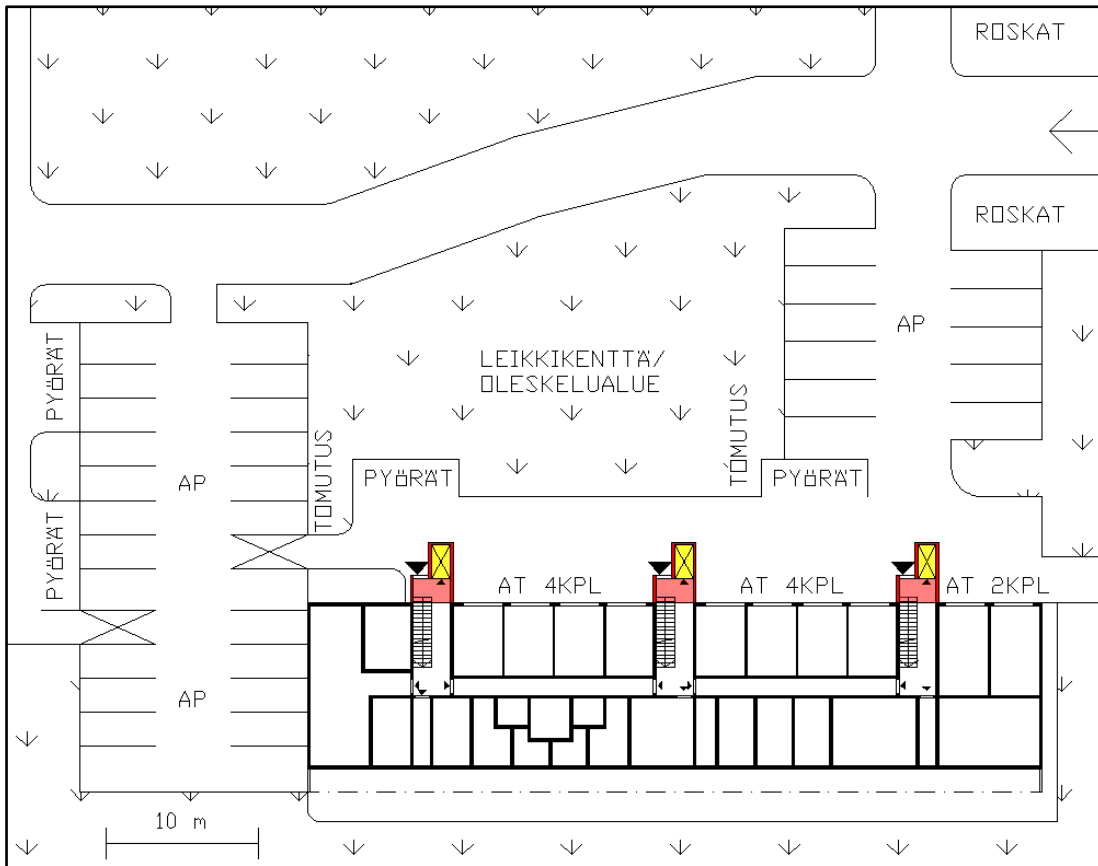 ROSKAT
ROSKAT
AP
PYÖRÄT
LEIKKIKENTTÄ/
OLESKELUALUE
TOMUTUS
TOMUTUS
PYÖRÄT
PYÖRÄT
AP
PYÖRÄT
AT 4KPL
AT 4KPL
AT 2KPL
AP
10 m